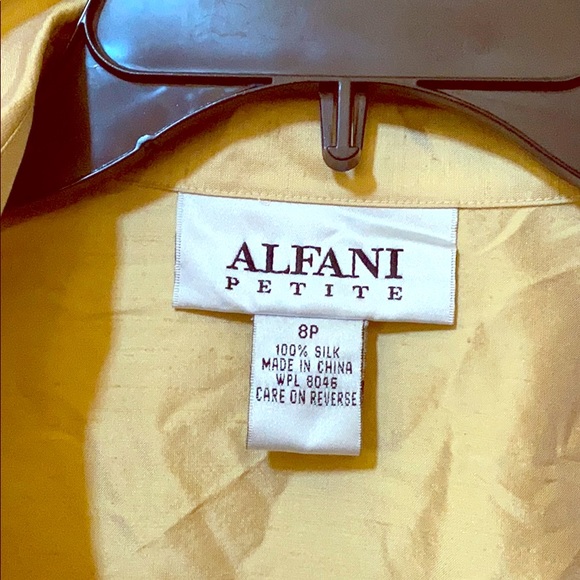 ALFANI
PETITE
8P
100% SILK
MADE IN CHINA
WPL 8046
CARE ON REVERSE